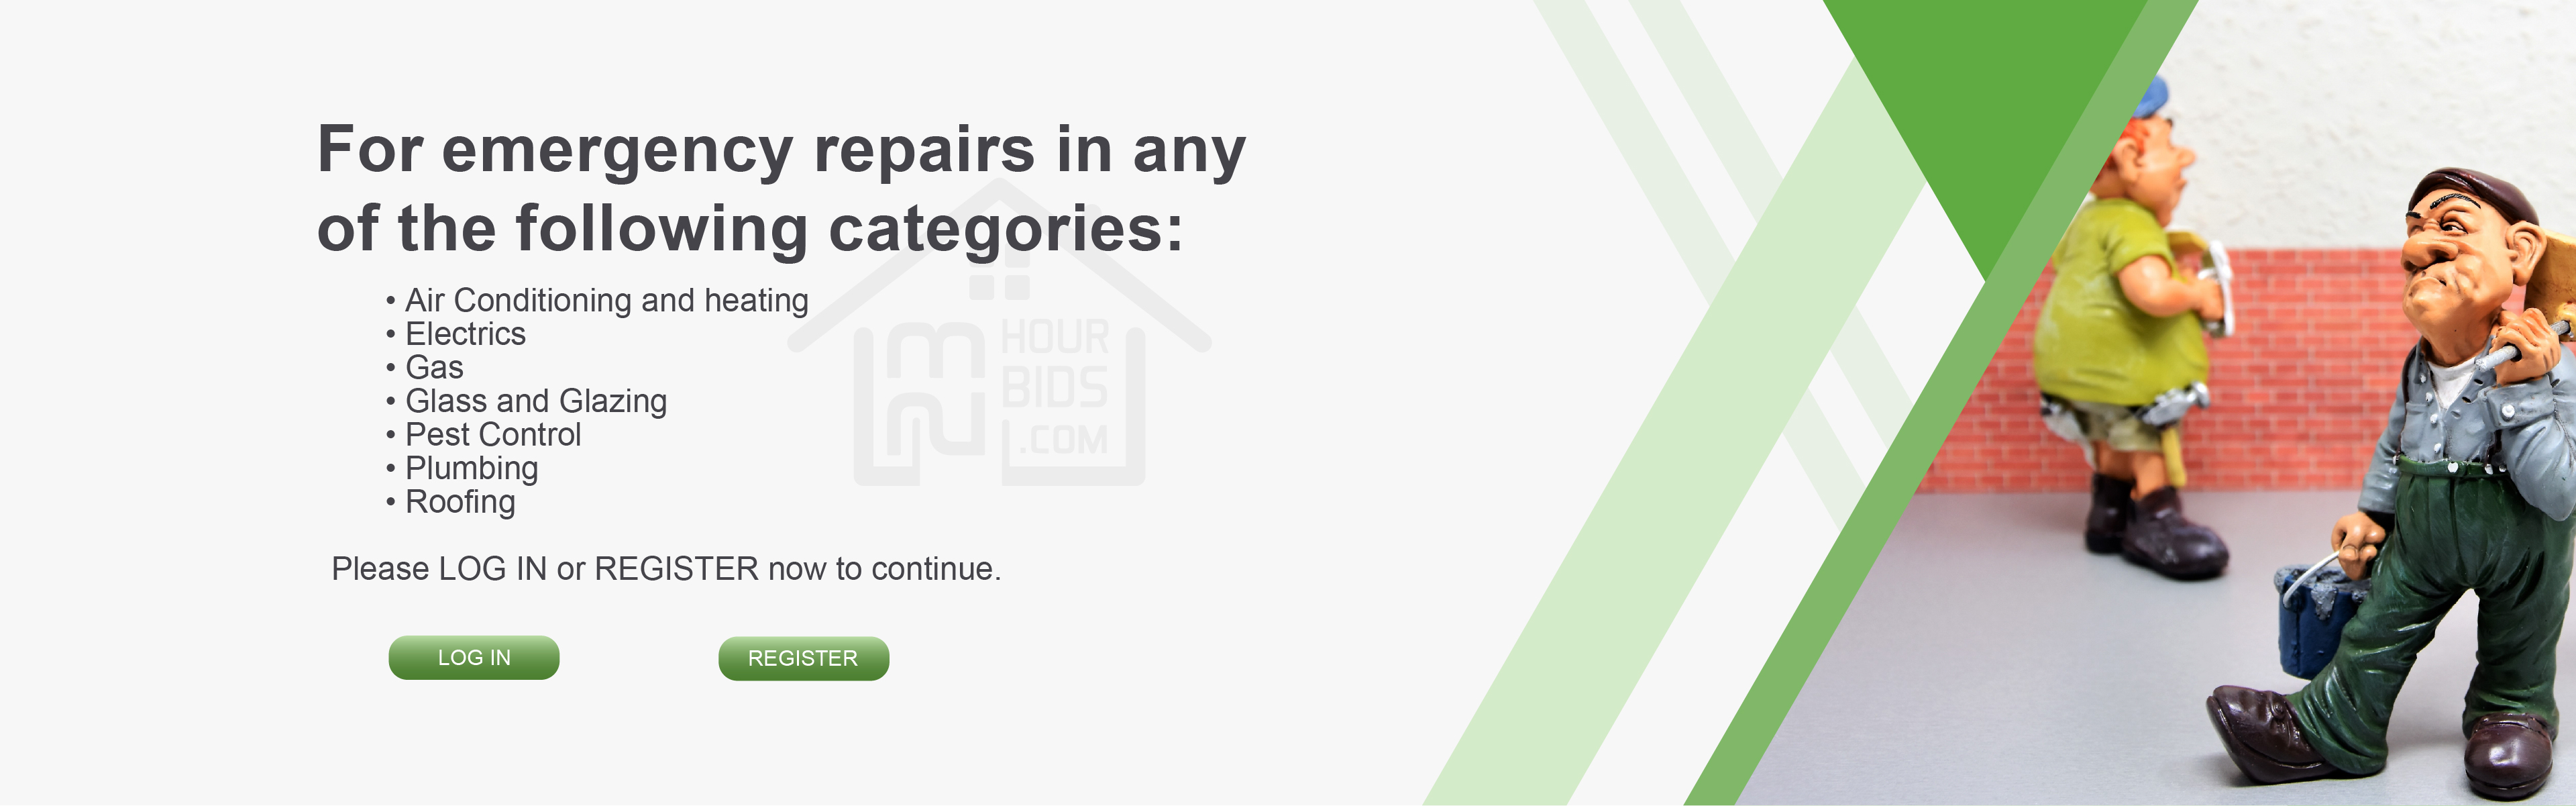 For emergency repairs in any
of the following categories:
• Air Conditioning and heating
• Electrics
• Gas
• Glass and Glazing
• Pest Control
• Plumbing
• Roofing
HOUR
BIDS
.COM
Please LOG IN or REGISTER now to continue.
LOG IN
REGISTER